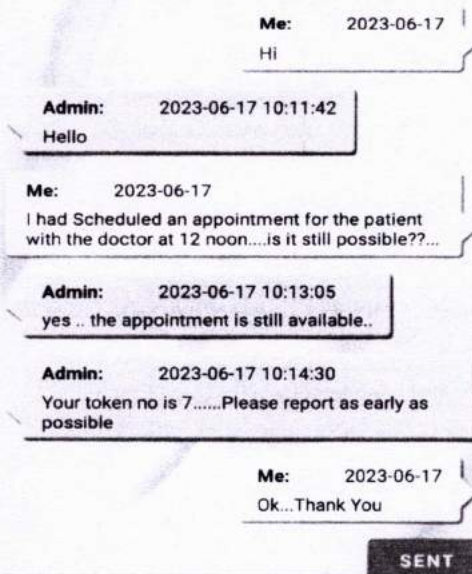 Me: 2023-06-17
Hi
Admin: 2023-06-17 10:11:42
Hello
Me: 2023-06-17
I had Scheduled an appointment for the patient
with the doctor at 12 noon....is it still possible??...
Admin: 2023-06-17 10:13:05
yes .. the appointment is still available..
Admin: 2023-06-17 10:14:30
Your token no is 7......Please report as early as
possible
Me: 2023-06-17
Ok...Thank You
SENT